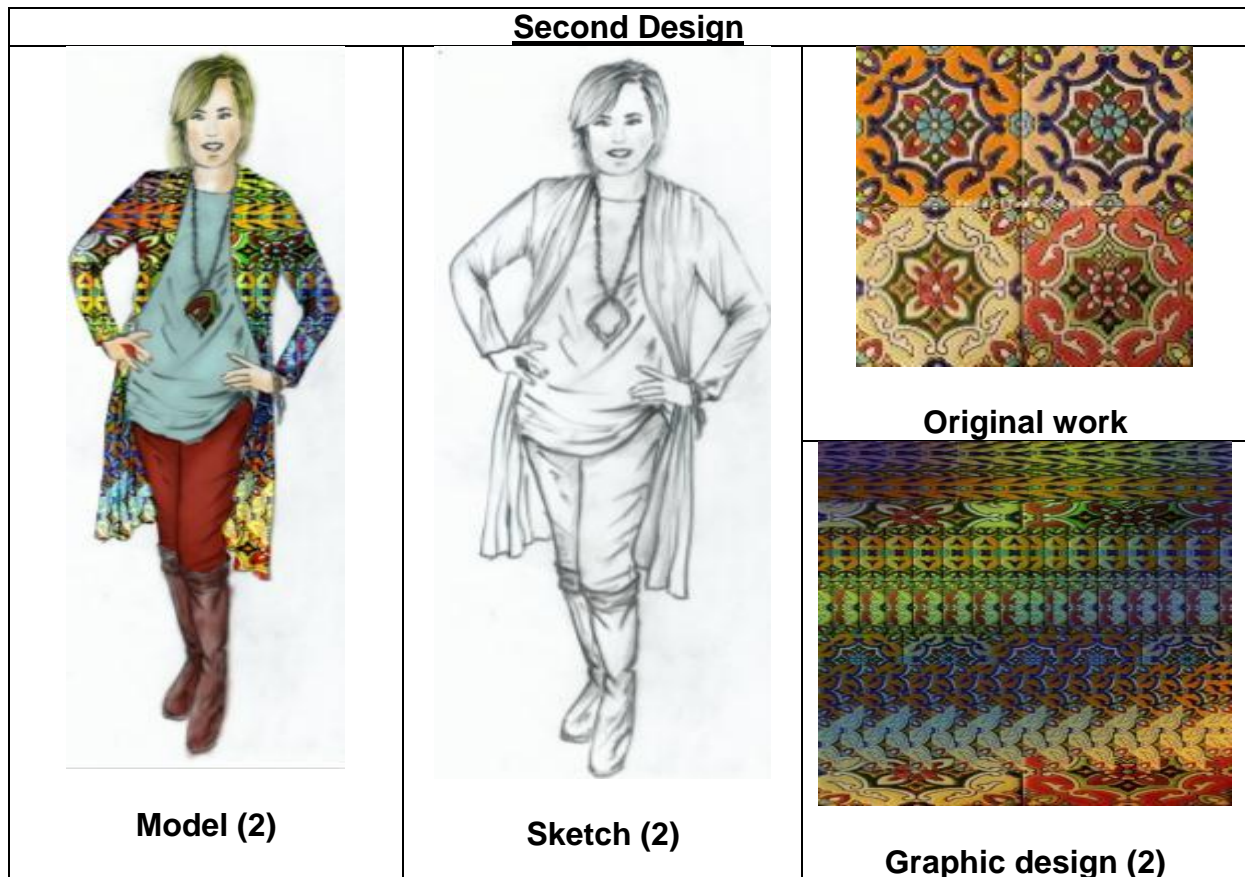 Second Design
Model (2)
Sketch (2)
Original work
Graphic design (2)